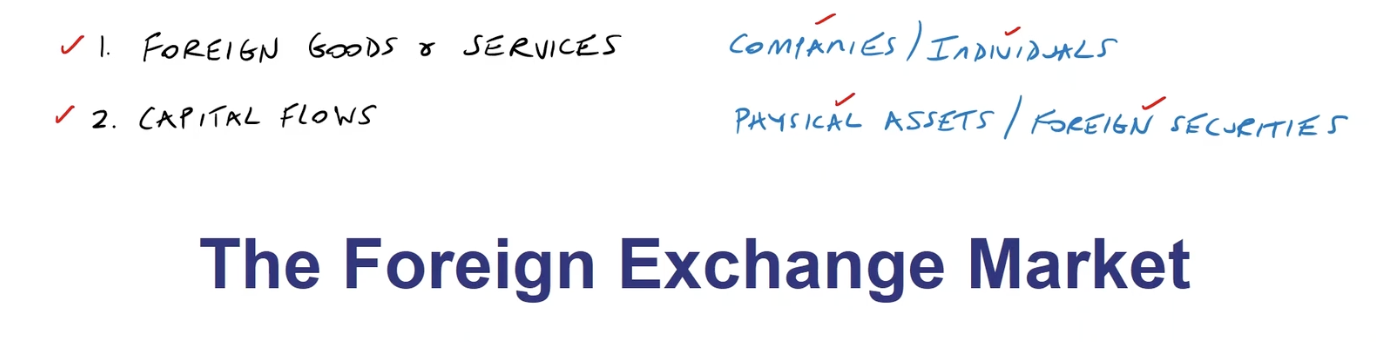 1. FOREIGN GOODS & SERVICES COMPANIES / INDIVIDUALS
2. CAPITAL FLOWS PHYSICAL ASSETS / FOREIGN SECURITIES
The Foreign Exchange Market